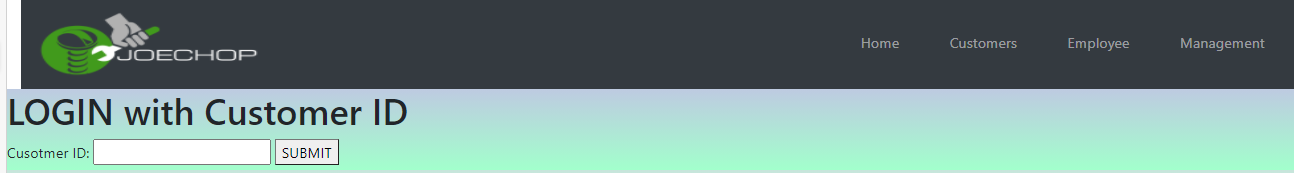 JOECHOP
Home Customers Employee Management
LOGIN with Customer ID
Cusotmer ID: SUBMIT